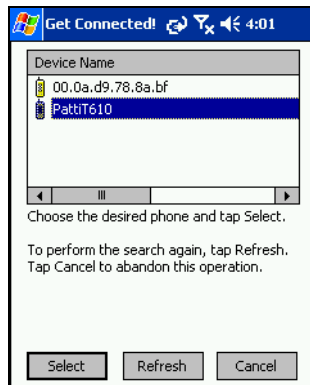 Get Connected! 4:01
Device Name
00.0a.d9.78.8a.bf
PattiT610
Choose the desired phone and tap Select.
To perform the search again, tap Refresh.
Tap Cancel to abandon this operation.
Select Refresh Cancel